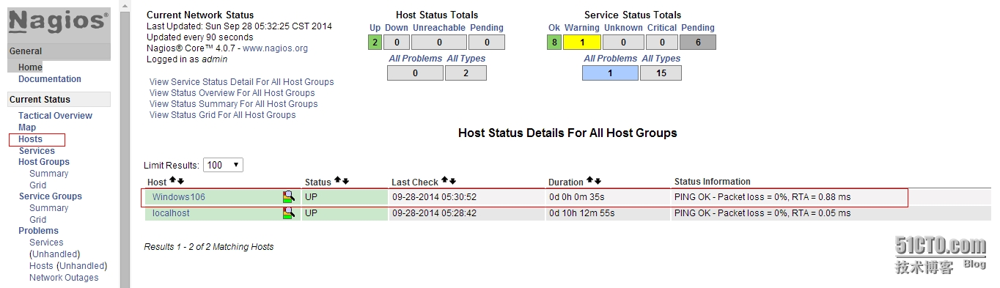 Nagios®
General
Home
Documentation
Current Status
Tactical Overview
Map
Hosts
Services
Host Groups
Summary
Grid
Service Groups
Summary
Grid
Problems
Services
(Unhandled)
Hosts (Unhandled)
Network Outages
Current Network Status
Last Updated: Sun Sep 28 05:32:25 CST 2014
Updated every 90 seconds
Nagios® Core™ 4.0.7 - www.nagios.org
Logged in as admin
View Service Status Detail For All Host Groups
View Status Overview For All Host Groups
View Status Summary For All Host Groups
View Status Grid For All Host Groups
Host Status Totals
Up Down Unreachable Pending
2 0 0 0
All Problems All Types
0 2
Service Status Totals
Ok Warning Unknown Critical Pending
8 1 0 0 6
All Problems All Types
1 15
Host Status Details For All Host Groups
Limit Results: 100
Host Status Last Check Duration Status Information
Windows106 UP 09-28-2014 05:30:52 0d 0h 0m 35s PING OK - Packet loss = 0%, RTA = 0.88 ms
localhost UP 09-28-2014 05:28:42 0d 10h 12m 55s PING OK - Packet loss = 0%, RTA = 0.05 ms
Results 1 - 2 of 2 Matching Hosts
51CTO.com
技术博客 Blog